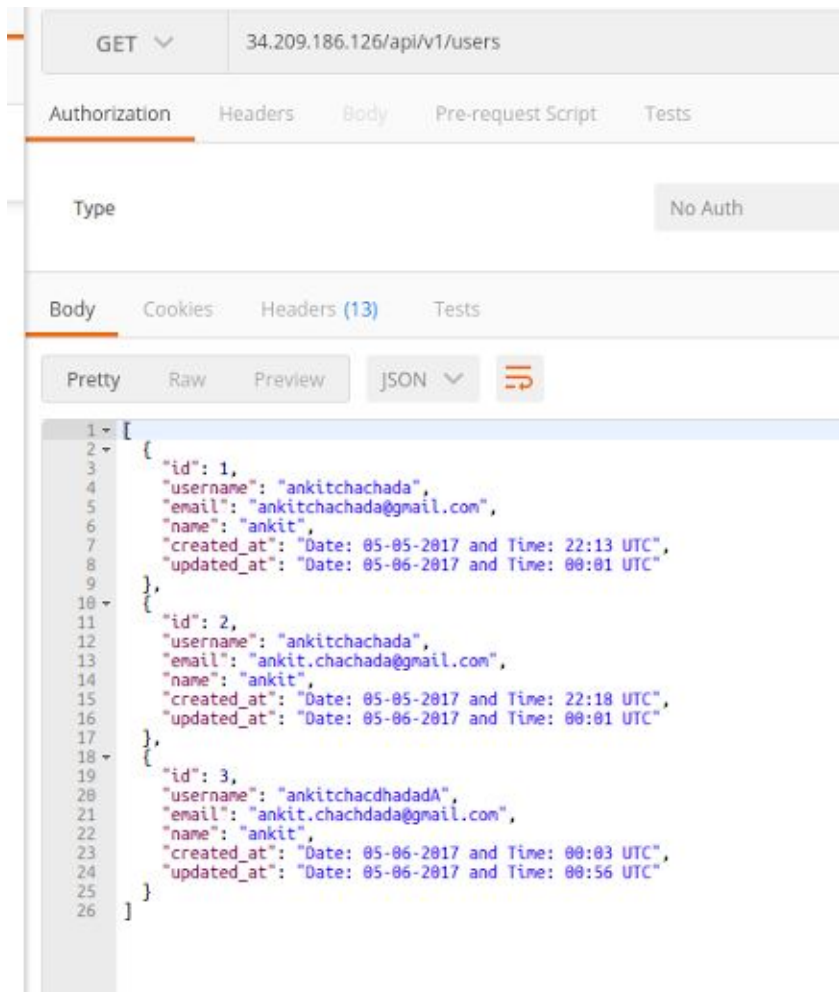 GET 34.209.186.126/api/v1/users
Authorization Headers Body Pre-request Script Tests
Type No Auth
Body Cookies Headers (13) Tests
Pretty Raw Preview JSON
1 [
2 {
3 "id": 1,
4 "username": "ankitchachada",
5 "email": "ankitchachada@gmail.com",
6 "name": "ankit",
7 "created_at": "Date: 05-05-2017 and Time: 22:13 UTC",
8 "updated_at": "Date: 05-06-2017 and Time: 00:01 UTC"
9 },
10 {
11 "id": 2,
12 "username": "ankitchachada",
13 "email": "ankit.chachada@gmail.com",
14 "name": "ankit",
15 "created_at": "Date: 05-05-2017 and Time: 22:18 UTC",
16 "updated_at": "Date: 05-06-2017 and Time: 00:01 UTC"
17 },
18 {
19 "id": 3,
20 "username": "ankitchacdhadadA",
21 "email": "ankit.chachdada@gmail.com",
22 "name": "ankit",
23 "created_at": "Date: 05-06-2017 and Time: 00:03 UTC",
24 "updated_at": "Date: 05-06-2017 and Time: 00:56 UTC"
25 }
26 ]